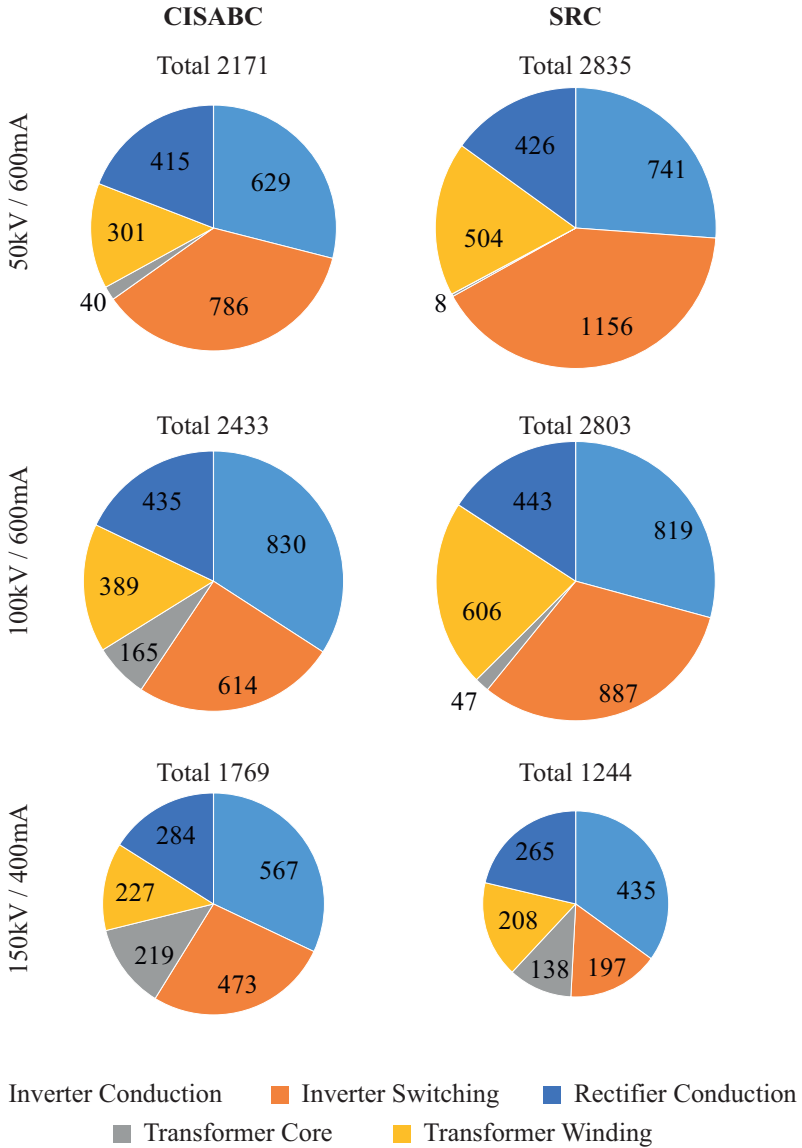 CISABC SRC
Total 2171 Total 2835
50kV / 600mA
415 629 426 741
301 504
40 786 8 1156
Total 2433 Total 2803
100kV / 600mA
435 830 443 819
389 606
165 614 47 887
Total 1769 Total 1244
150kV / 400mA
284 567 265 435
227 208
219 473 138 197
Inverter Conduction Inverter Switching Rectifier Conduction
Transformer Core Transformer Winding